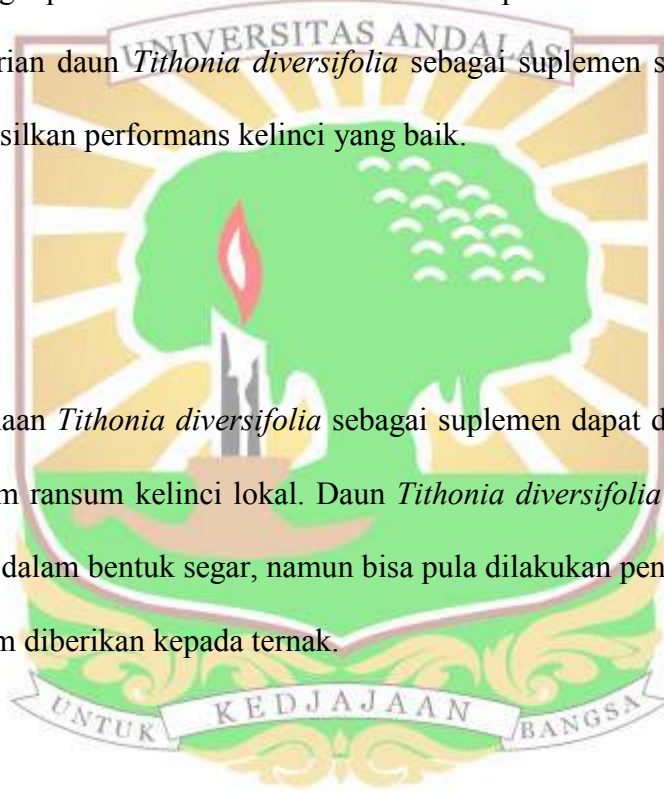 UNIVERSITAS ANDALAS
rian daun Tithonia diversifolia sebagai suplemen s
silkan performans kelinci yang baik.
aan Tithonia diversifolia sebagai suplemen dapat d
m ransum kelinci lokal. Daun Tithonia diversifolia
dalam bentuk segar, namun bisa pula dilakukan pen
m diberikan kepada ternak.
UNTUK KEDJAJAAN BANGSA